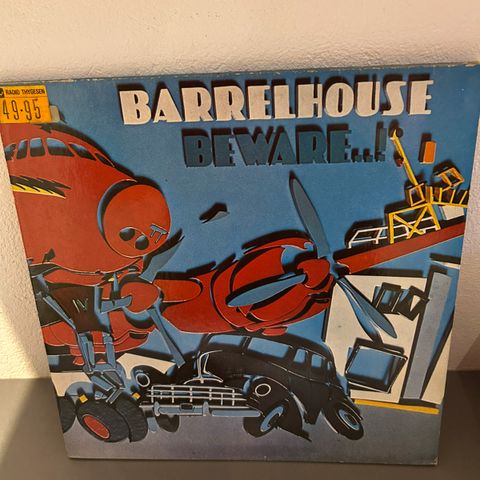 RADIO THYGESEN
49-95
BARRELHOUSE
BEWARE...!